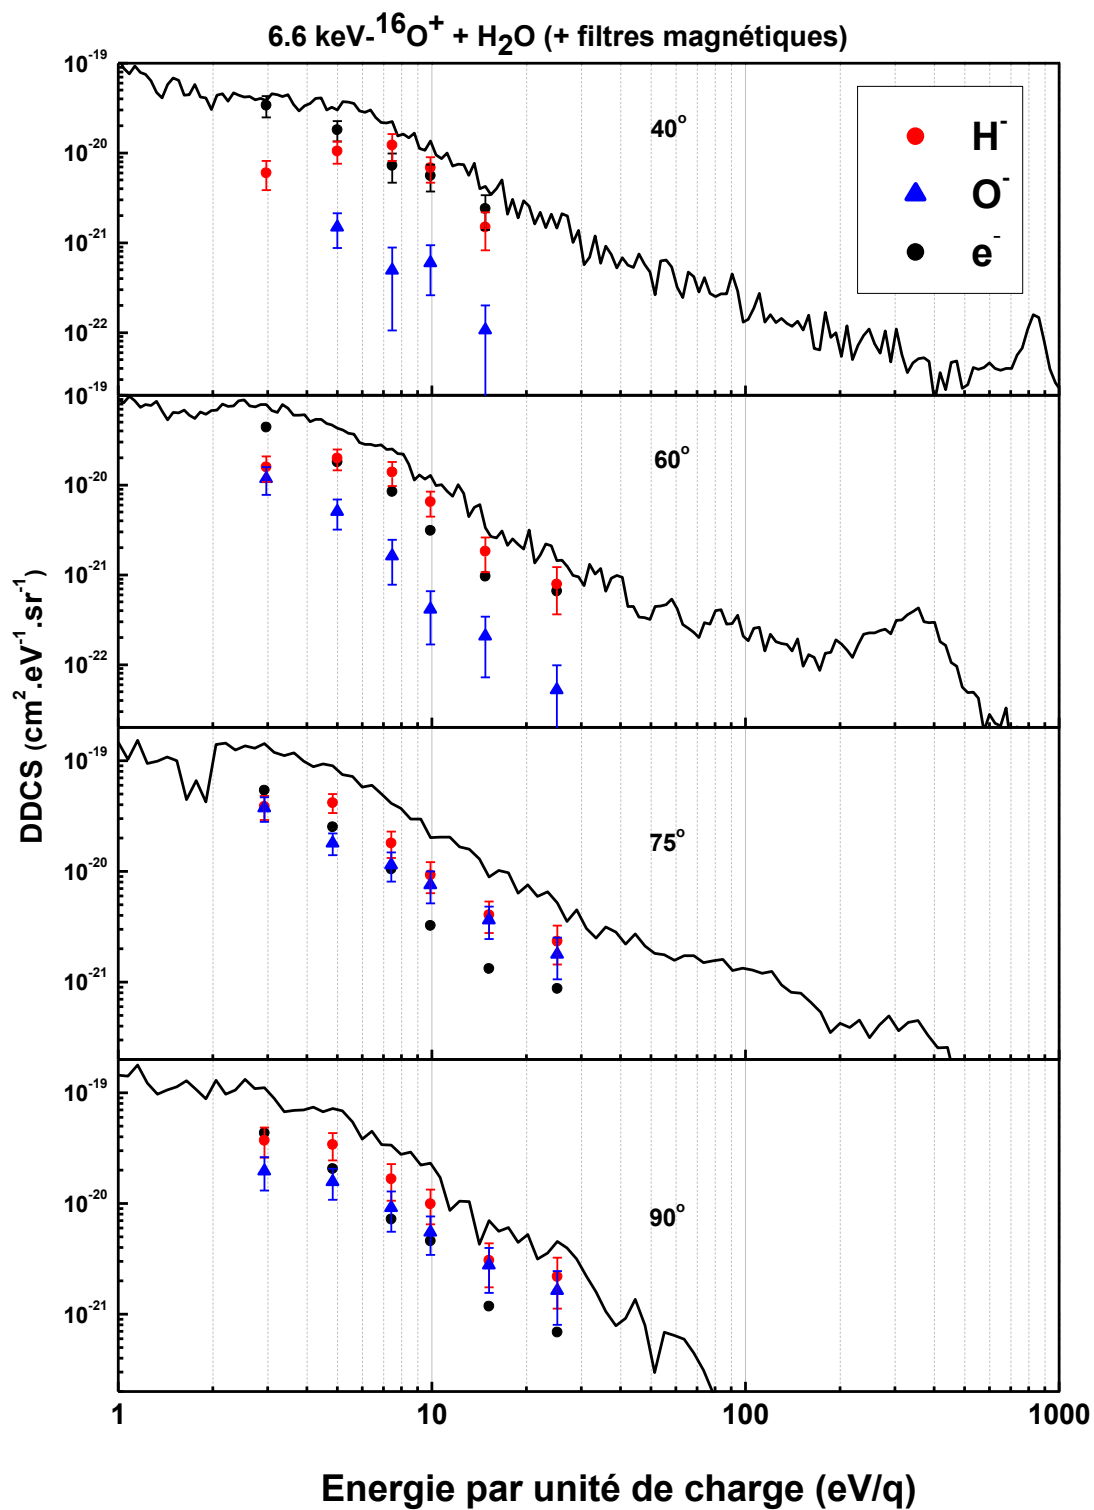 6.6 keV-¹⁶O⁺ + H₂O (+ filtres magnétiques)
10⁻¹⁹
10⁻²⁰
10⁻²¹
10⁻²²
40°
H⁻
O⁻
e⁻
10⁻¹⁹
10⁻²⁰
10⁻²¹
10⁻²²
60°
10⁻¹⁹
10⁻²⁰
10⁻²¹
75°
10⁻¹⁹
10⁻²⁰
10⁻²¹
90°
DDCS (cm².eV⁻¹.sr⁻¹)
1 10 100 1000
Energie par unité de charge (eV/q)